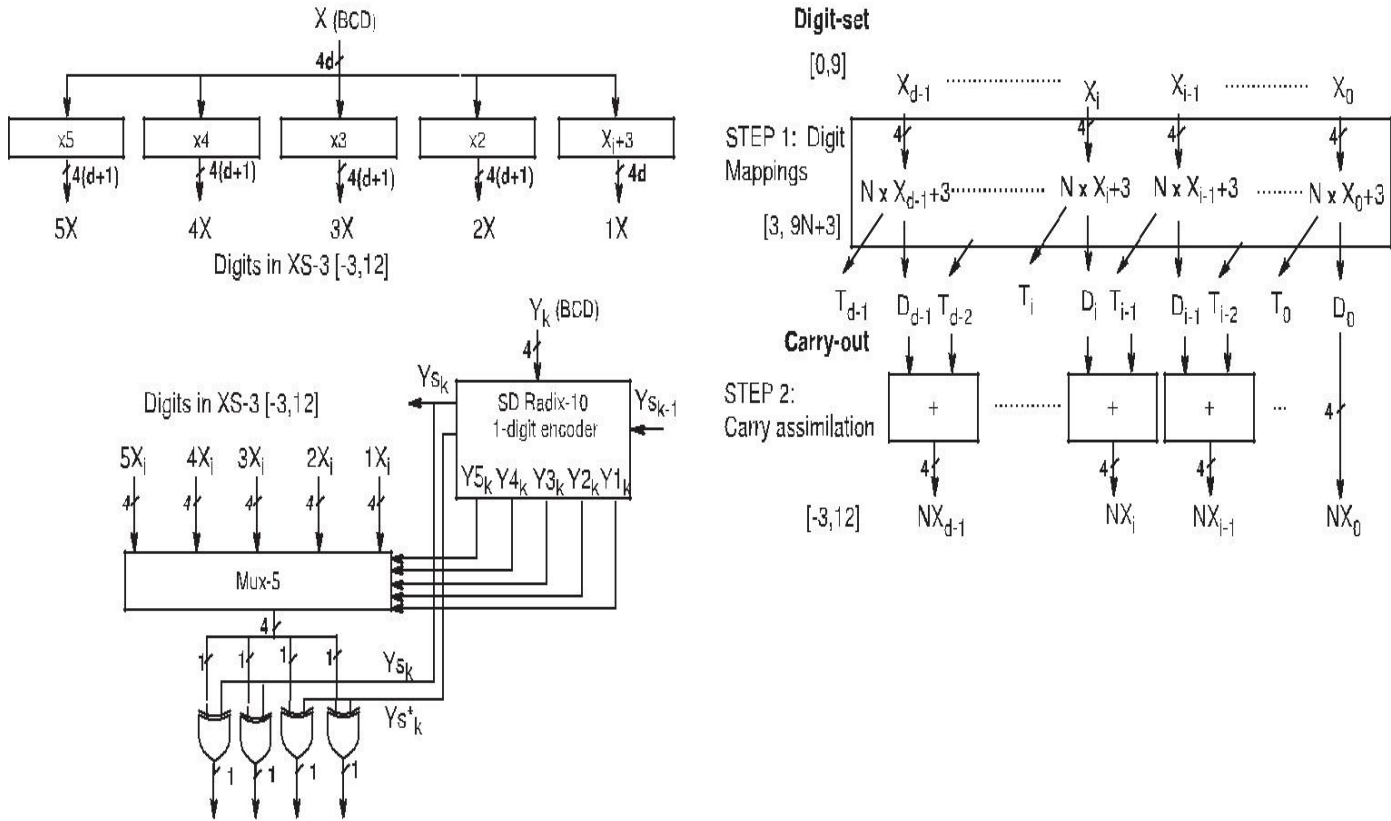 X (BCD)
4d
x5 x4 x3 x2 Xi+3
4(d+1) 4(d+1) 4(d+1) 4(d+1) 4d
5X 4X 3X 2X 1X
Digits in XS-3 [-3,12]
Yk (BCD)
4
Ysk
SD Radix-10
1-digit encoder
Ysk-1
Y5k Y4k Y3k Y2k Y1k
Digits in XS-3 [-3,12]
5Xi 4Xi 3Xi 2Xi 1Xi
4 4 4 4 4
Mux-5
4
1 1 1 1
Ysk
Ys*k
1 1 1 1
Digit-set
[0,9]
Xd-1 Xi Xi-1 X0
STEP 1: Digit
Mappings
4 4 4 4
N x Xd-1+3 N x Xi+3 N x Xi-1+3 N x X0+3
[3, 9N+3]
Td-1 Dd-1 Td-2 Ti Di Ti-1 Di-1 Ti-2 T0 D0
Carry-out
STEP 2:
Carry assimilation
+ + +
4 4 4 4
[-3,12] NXd-1 NXi NXi-1 NX0